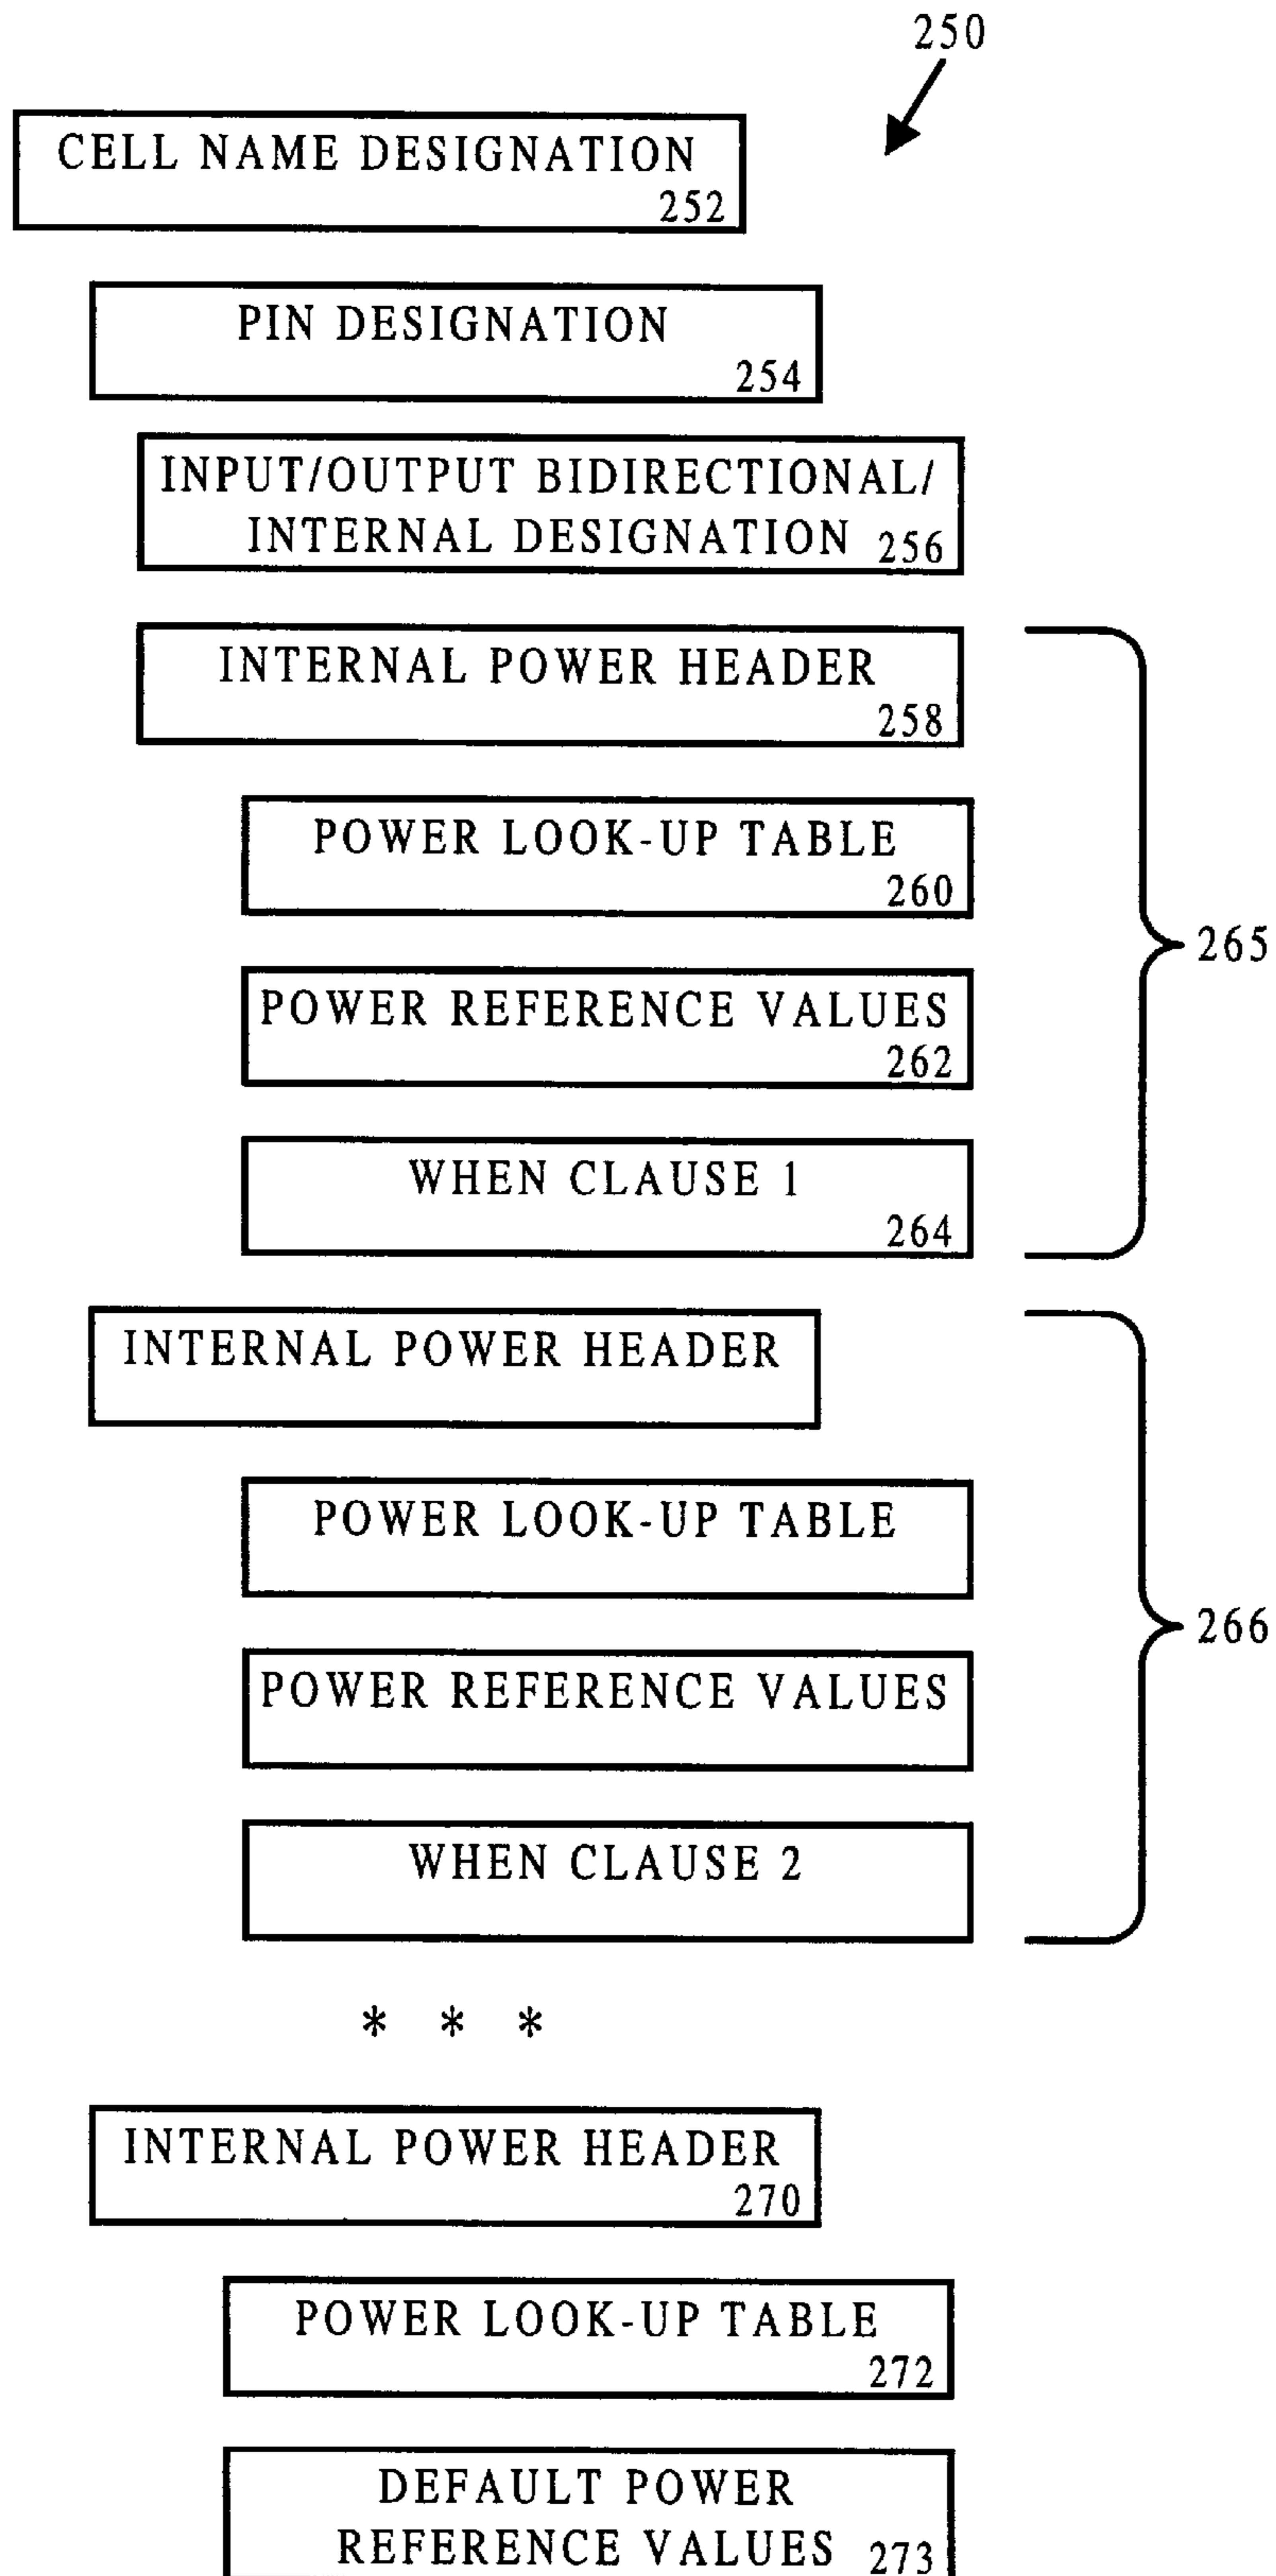 250
CELL NAME DESIGNATION
252
PIN DESIGNATION
254
INPUT/OUTPUT BIDIRECTIONAL/
INTERNAL DESIGNATION 256
INTERNAL POWER HEADER
258
POWER LOOK-UP TABLE
260
265
POWER REFERENCE VALUES
262
WHEN CLAUSE 1
264
INTERNAL POWER HEADER
POWER LOOK-UP TABLE
266
POWER REFERENCE VALUES
WHEN CLAUSE 2
* * *
INTERNAL POWER HEADER
270
POWER LOOK-UP TABLE
272
DEFAULT POWER
REFERENCE VALUES 273